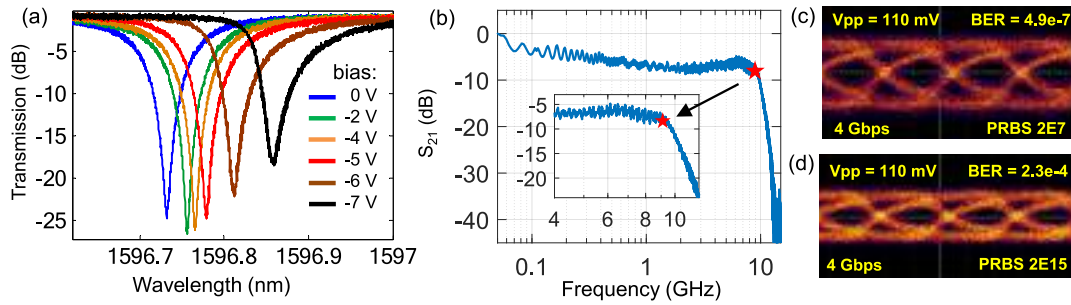 (a)
Transmission (dB)
-5
-10
-15
-20
-25
bias:
0 V
-2 V
-4 V
-5 V
-6 V
-7 V
1596.7
1596.8
1596.9
1597
Wavelength (nm)
(b)
S21 (dB)
0
-10
-20
-30
-40
-5
-10
-15
-20
4
6
8
10
0.1
1
10
Frequency (GHz)
(c)
Vpp = 110 mV
BER = 4.9e-7
4 Gbps
PRBS 2E7
(d)
Vpp = 110 mV
BER = 2.3e-4
4 Gbps
PRBS 2E15